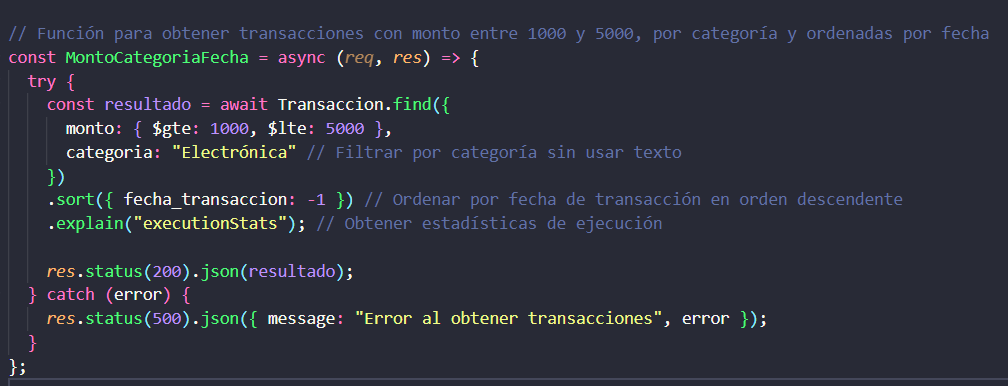 // Función para obtener transacciones con monto entre 1000 y 5000, por categoría y ordenadas por fecha
const MontoCategoriaFecha = async (req, res) => {
  try {
    const resultado = await Transaccion.find({
      monto: { $gte: 1000, $lte: 5000 },
      categoria: "Electrónica" // Filtrar por categoría sin usar texto
    })
    .sort({ fecha_transaccion: -1 }) // Ordenar por fecha de transacción en orden descendente
    .explain("executionStats"); // Obtener estadísticas de ejecución

    res.status(200).json(resultado);
  } catch (error) {
    res.status(500).json({ message: "Error al obtener transacciones", error });
  }
};